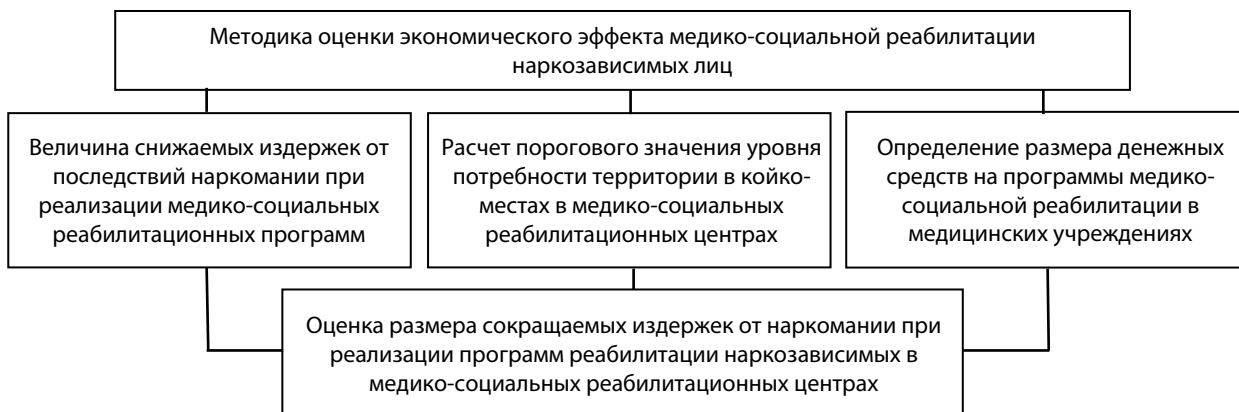 Методика оценки экономического эффекта медико-социальной реабилитации
наркозависимых лиц
Величина снижаемых издержек от
последствий наркомании при
реализации медико-социальных
реабилитационных программ
Расчет порогового значения уровня
потребности территории в койко-
местах в медико-социальных
реабилитационных центрах
Определение размера денежных
средств на программы медико-
социальной реабилитации в
медицинских учреждениях
Оценка размера сокращаемых издержек от наркомании при
реализации программ реабилитации наркозависимых в
медико-социальных реабилитационных центрах